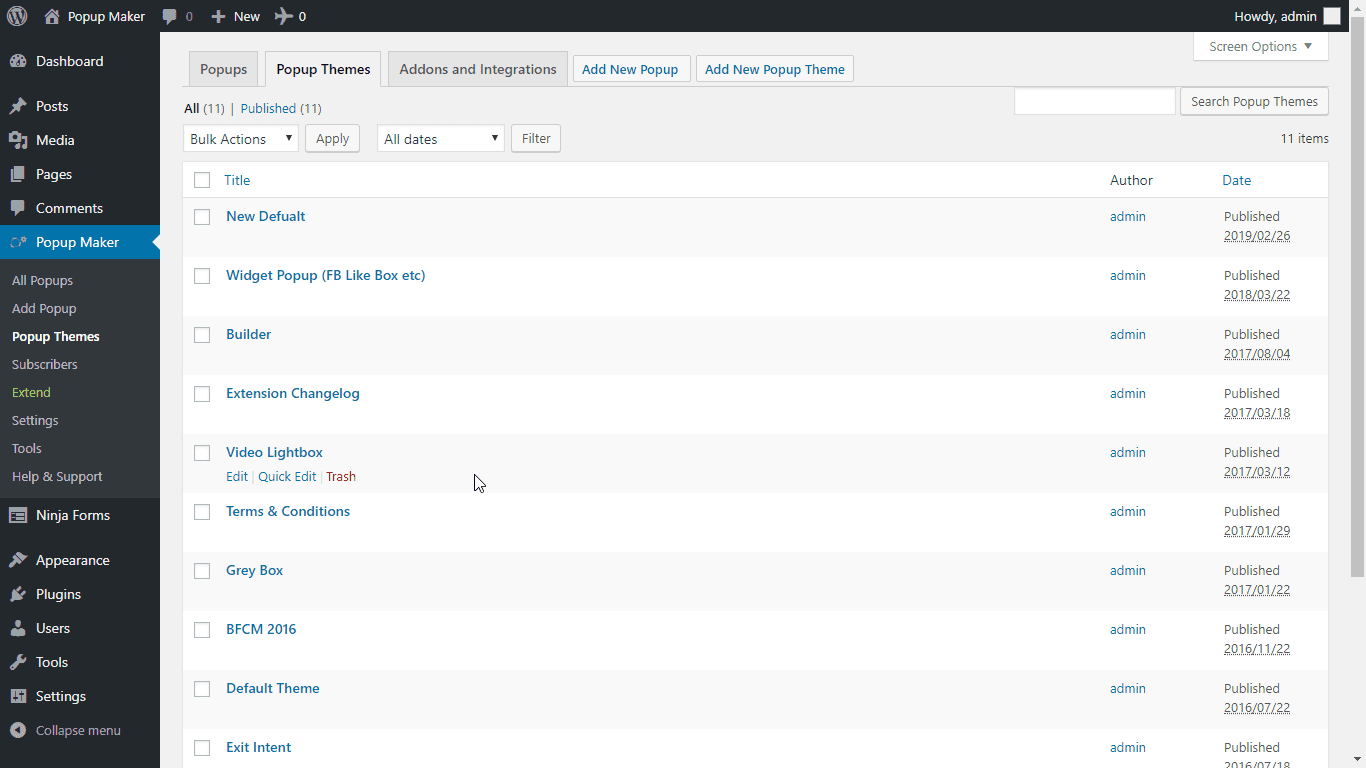 Popup Maker 0 New 0 Howdy, admin
Screen Options
Dashboard
Posts
Media
Pages
Comments
Popup Maker
All Popups
Add Popup
Popup Themes
Subscribers
Extend
Settings
Tools
Help & Support
Ninja Forms
Appearance
Plugins
Users
Tools
Settings
Collapse menu
Popups Popup Themes Addons and Integrations Add New Popup Add New Popup Theme
All (11) | Published (11)
Search Popup Themes
Bulk Actions Apply All dates Filter 11 items
Title Author Date
New Defualt admin Published
2019/02/26
Widget Popup (FB Like Box etc) admin Published
2018/03/22
Builder admin Published
2017/08/04
Extension Changelog admin Published
2017/03/18
Video Lightbox admin Published
Edit | Quick Edit | Trash 2017/03/12
Terms & Conditions admin Published
2017/01/29
Grey Box admin Published
2017/01/22
BFCM 2016 admin Published
2016/11/22
Default Theme admin Published
2016/07/22
Exit Intent admin Published
2016/07/18